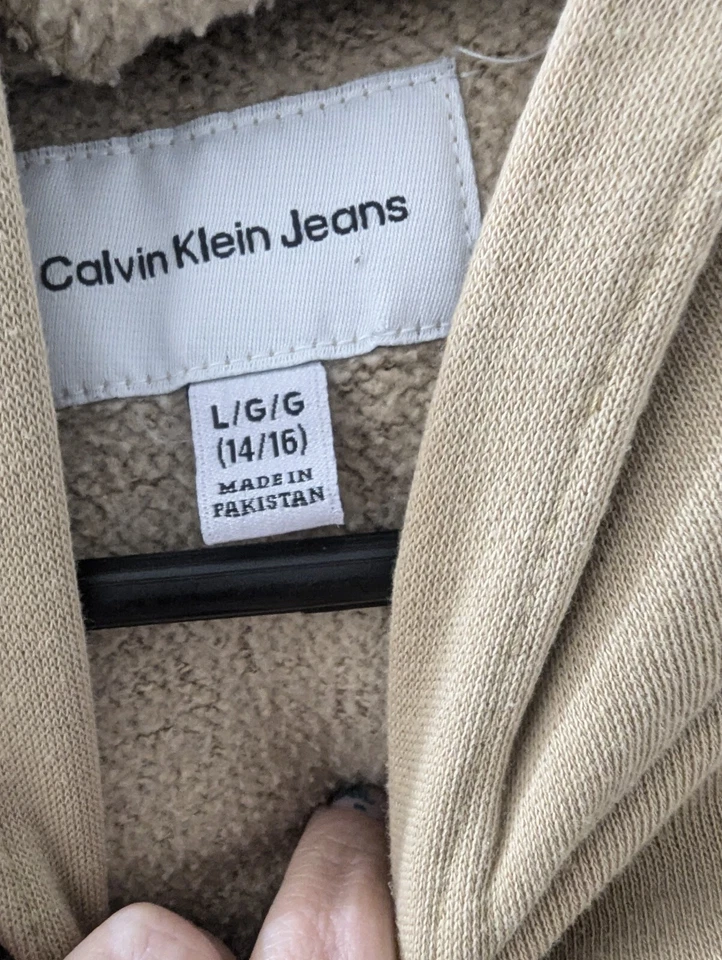 Calvin Klein Jeans
L/G/G
(14/16)
MADE IN
PAKISTAN